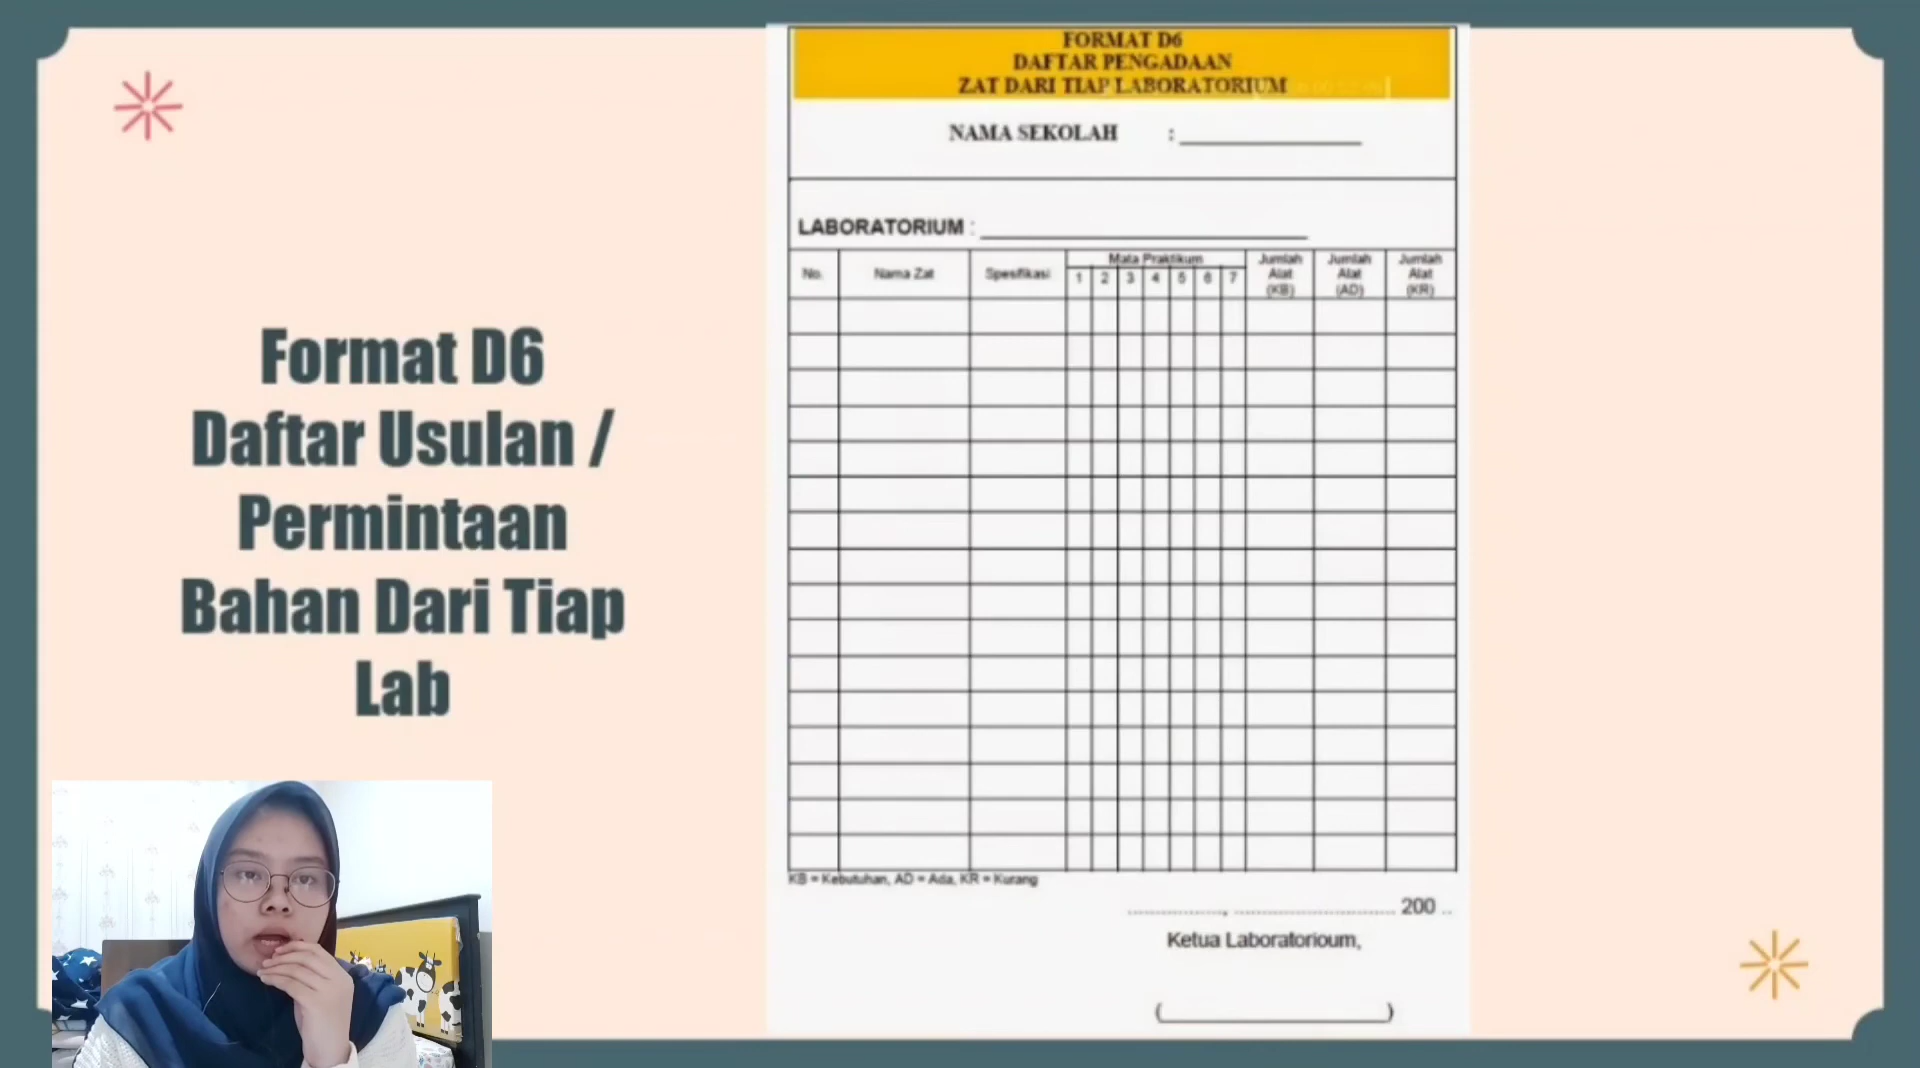 Format D6
Daftar Usulan /
Permintaan
Bahan Dari Tiap
Lab
FORMAT D6
DAFTAR PENGADAAN
ZAT DARI TIAP LABORATORIUM
NAMA SEKOLAH : 
LABORATORIUM : 
No. Nama Zat Spesifikasi Mata Praktikum Jumlah Jumlah Jumlah
1 2 3 4 5 6 7 Alat Alat Alat
(KB) (AD) (KR)
KB = Kebutuhan, AD = Ada, KR = Kurang
......................, ...................................... 200 ..
Ketua Laboratorioum,
(____________________)